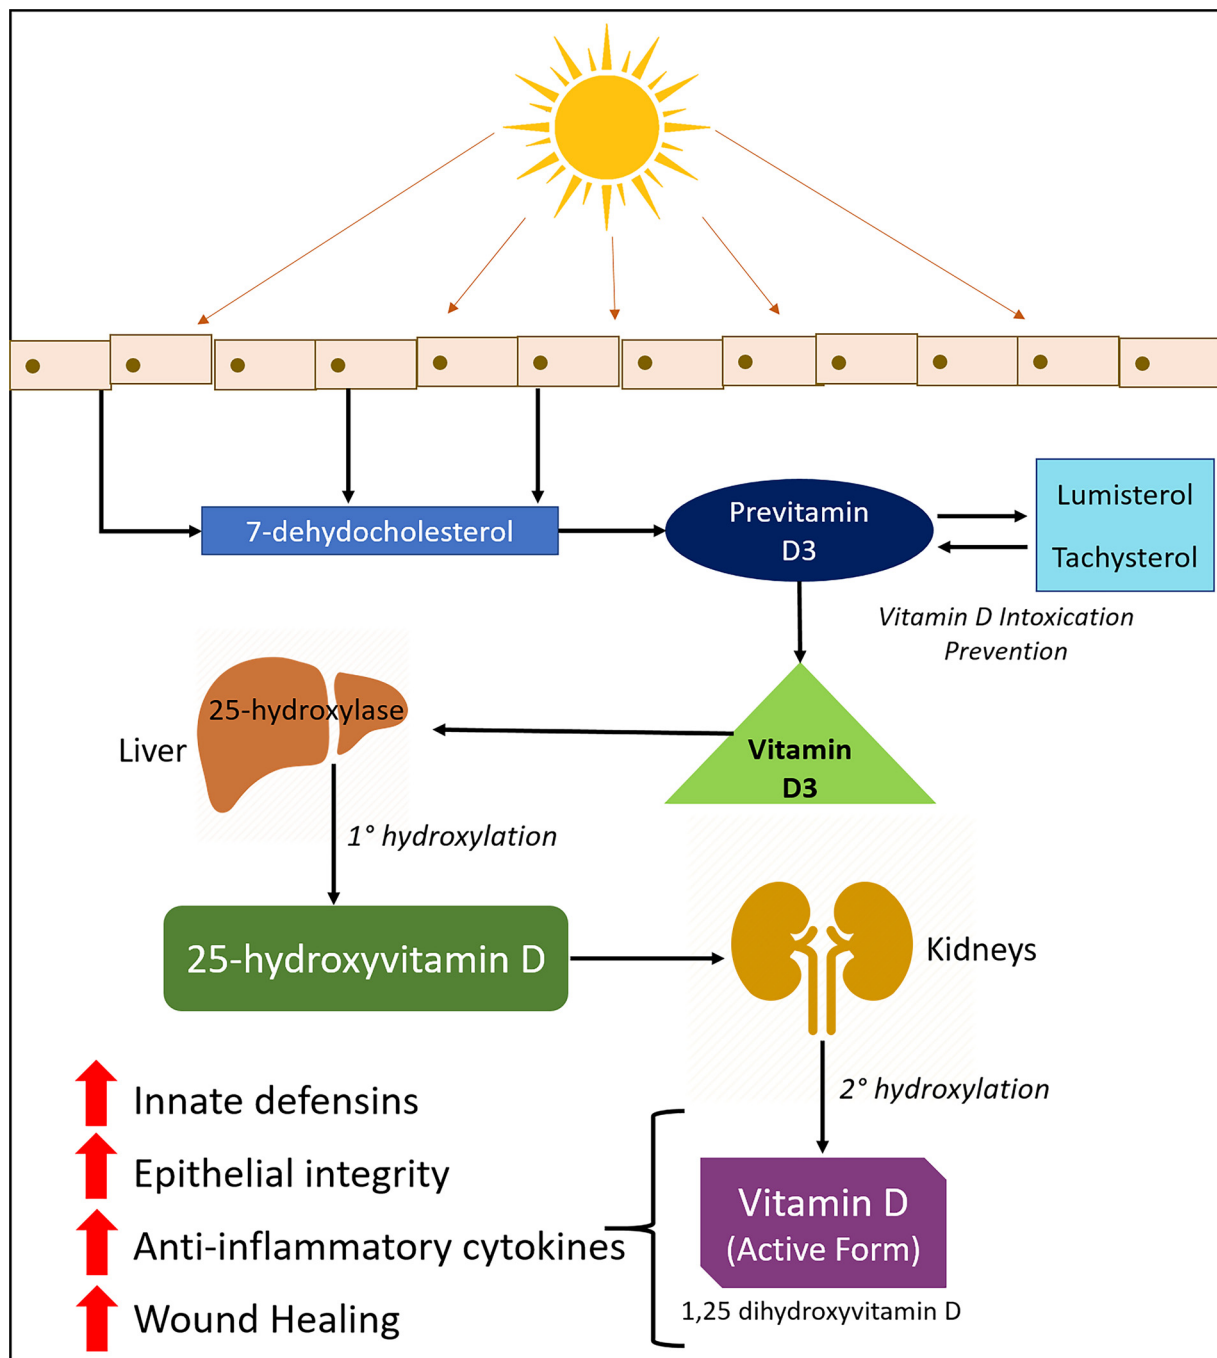 7-dehydocholesterol
Previtamin
D3
Lumisterol
Tachysterol
Vitamin D Intoxication
Prevention
25-hydroxylase
Liver
Vitamin
D3
1° hydroxylation
25-hydroxyvitamin D
Kidneys
2° hydroxylation
Innate defensins
Epithelial integrity
Anti-inflammatory cytokines
Wound Healing
Vitamin D
(Active Form)
1,25 dihydroxyvitamin D